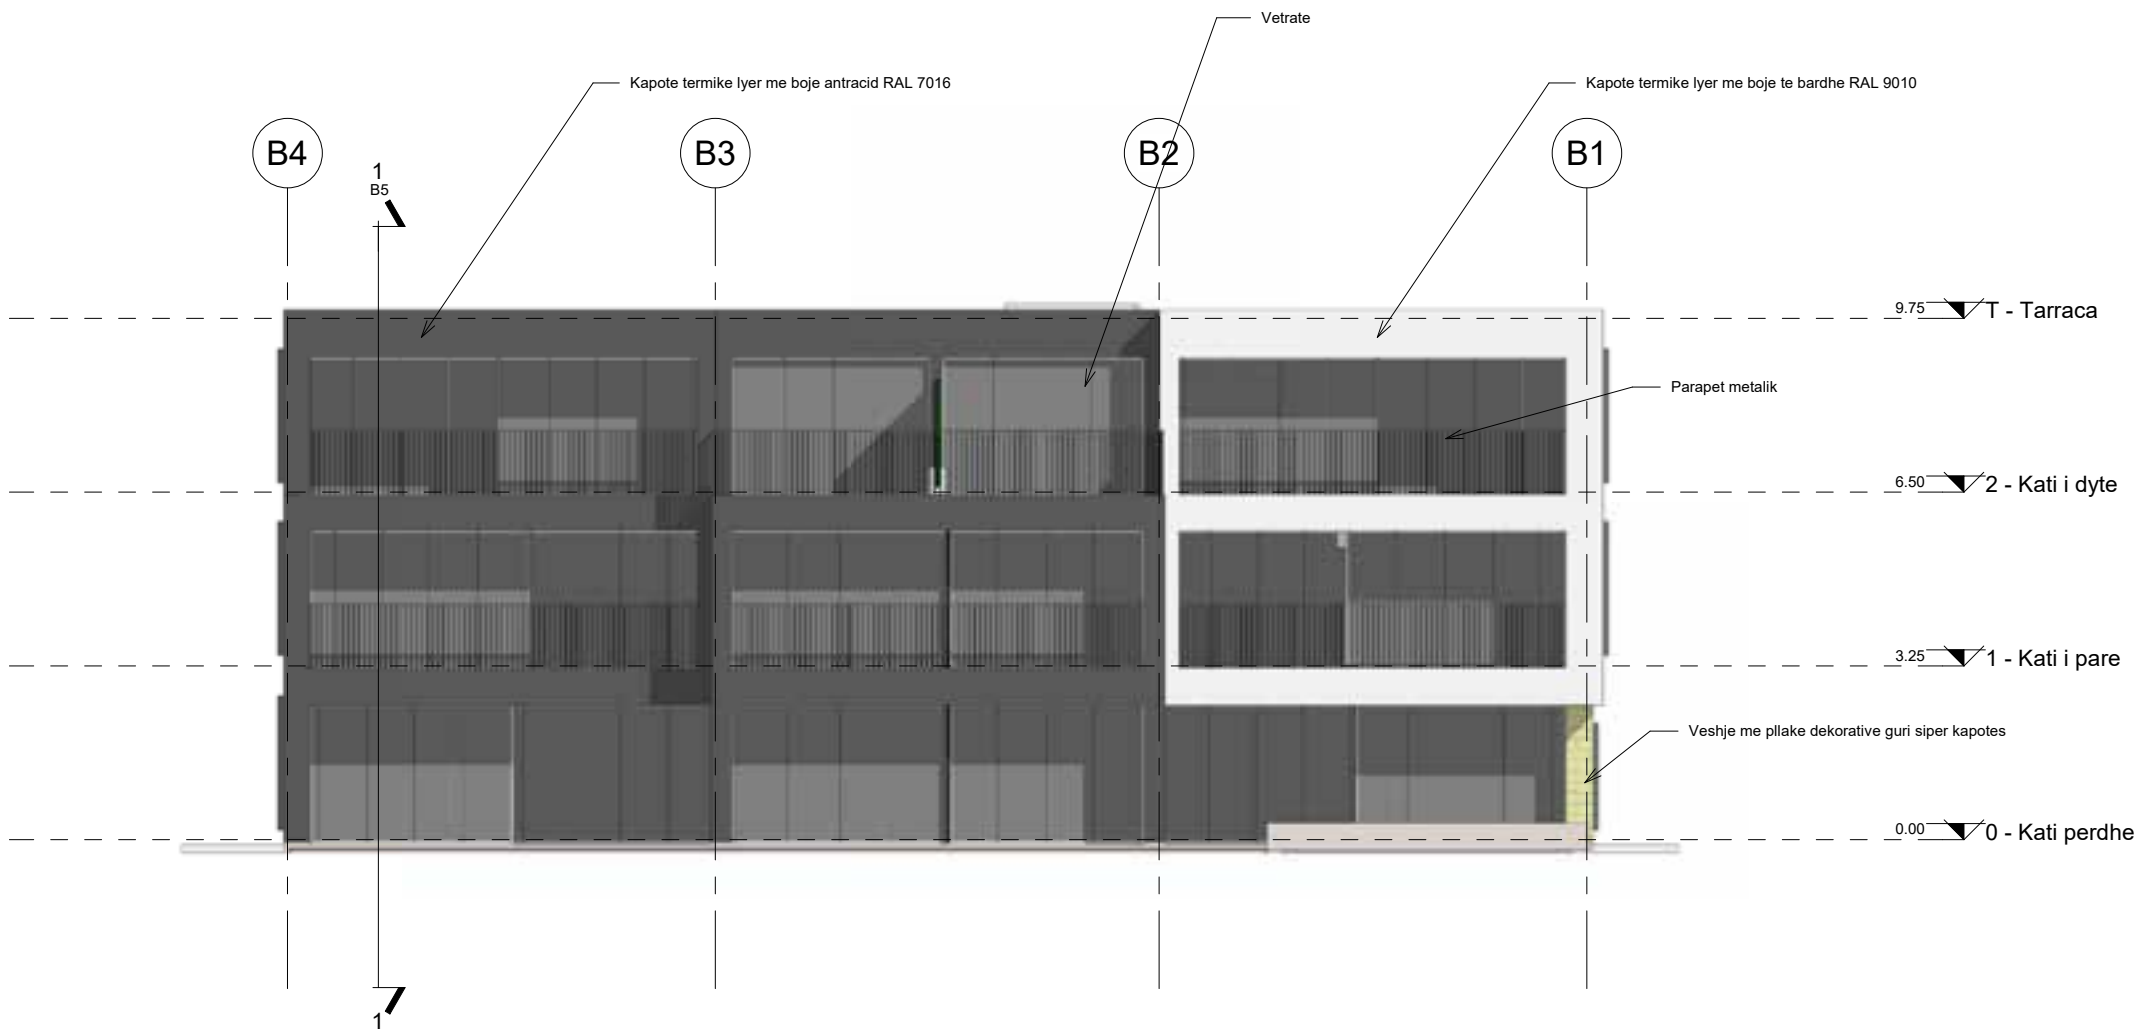 Vetrate
Kapote termike lyer me boje antracid RAL 7016
Kapote termike lyer me boje te bardhe RAL 9010
B4
B3
B2
B1
1
B5
9.75 T - Tarraca
Parapet metalik
6.50 2 - Kati i dyte
3.25 1 - Kati i pare
Veshje me pllake dekorative guri siper kapotes
0.00 0 - Kati perdhe
1